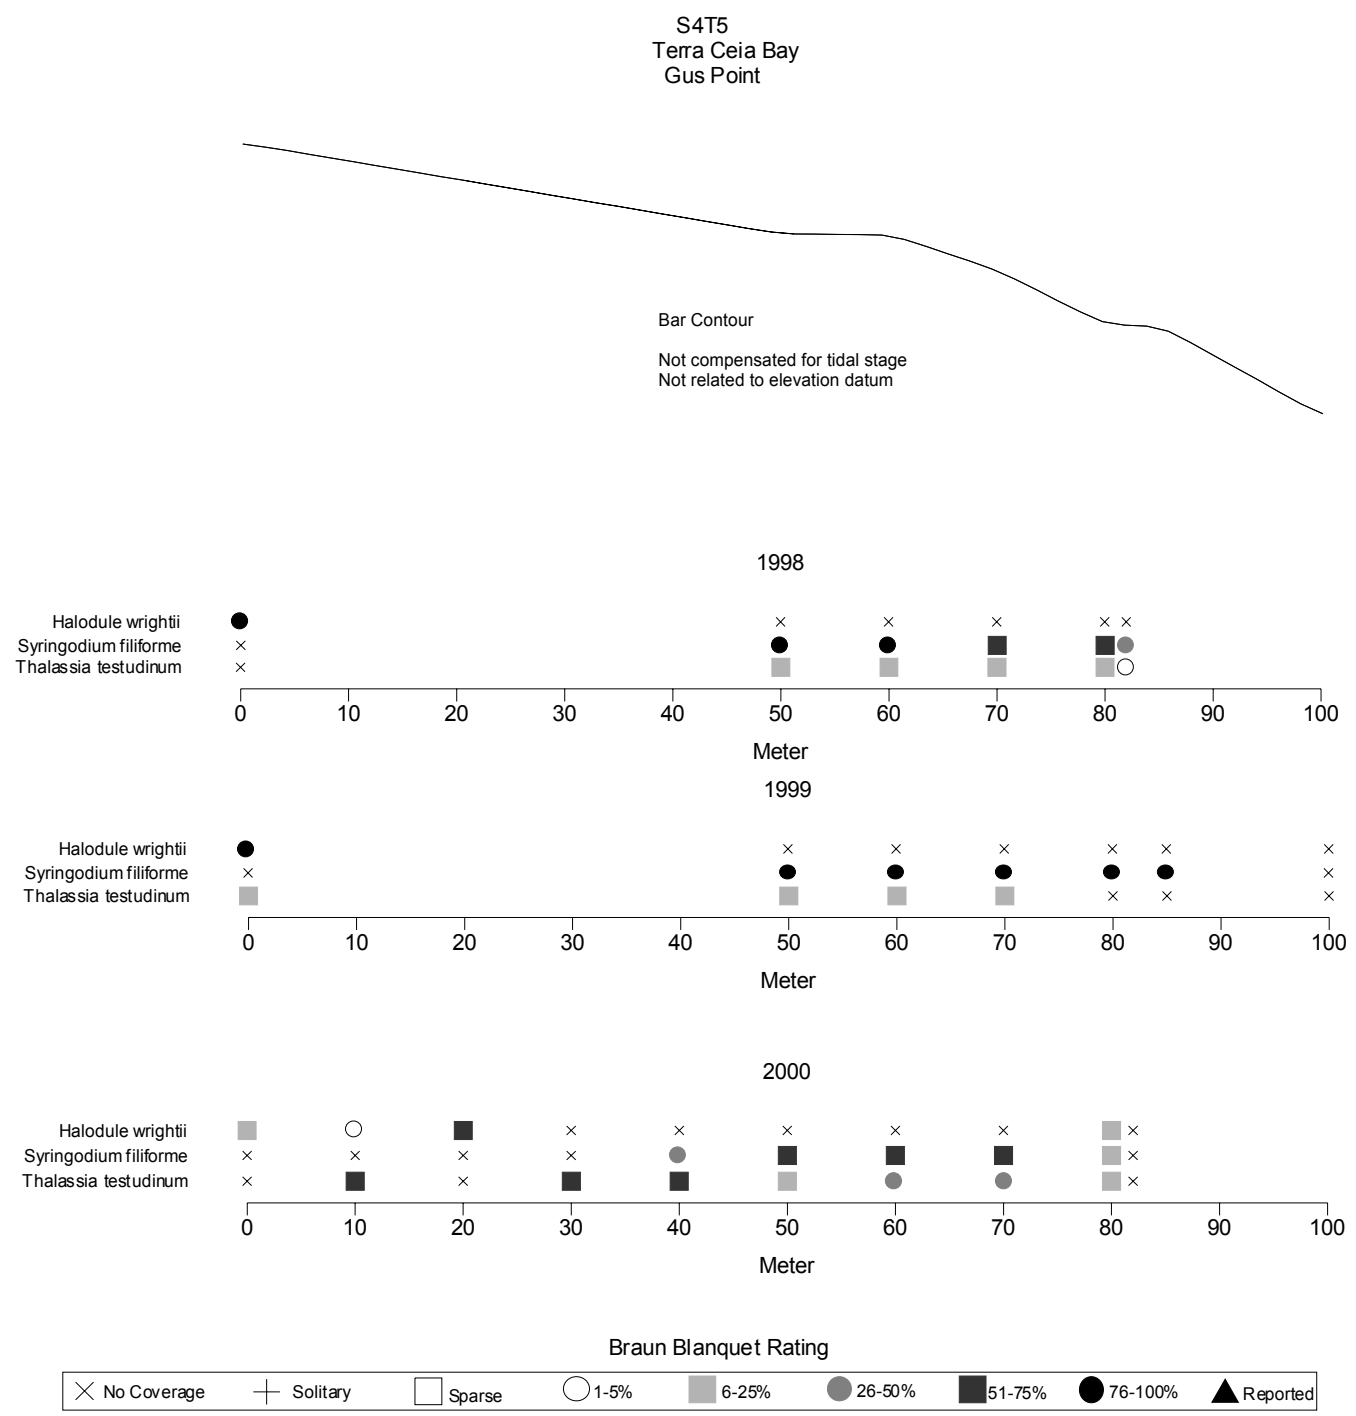 S4T5
Terra Ceia Bay
Gus Point
Bar Contour
Not compensated for tidal stage
Not related to elevation datum
1998
Halodule wrightii
Syringodium filiforme
Thalassia testudinum
0 10 20 30 40 50 60 70 80 90 100
Meter
1999
Halodule wrightii
Syringodium filiforme
Thalassia testudinum
0 10 20 30 40 50 60 70 80 90 100
Meter
2000
Halodule wrightii
Syringodium filiforme
Thalassia testudinum
0 10 20 30 40 50 60 70 80 90 100
Meter
Braun Blanquet Rating
No Coverage Solitary Sparse 1-5% 6-25% 26-50% 51-75% 76-100% Reported